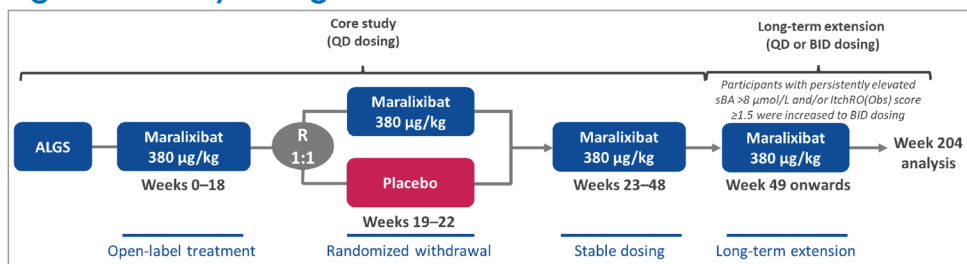 Core study
(QD dosing)
Long-term extension
(QD or BID dosing)
Participants with persistently elevated
sBA >8 µmol/L and/or ItchRO(Obs) score
≥1.5 were increased to BID dosing
ALGS
Maralixibat
380 µg/kg
Weeks 0–18
R
1:1
Maralixibat
380 µg/kg
Placebo
Weeks 19–22
Maralixibat
380 µg/kg
Weeks 23–48
Maralixibat
380 µg/kg
Week 49 onwards
Week 204
analysis
Open-label treatment
Randomized withdrawal
Stable dosing
Long-term extension